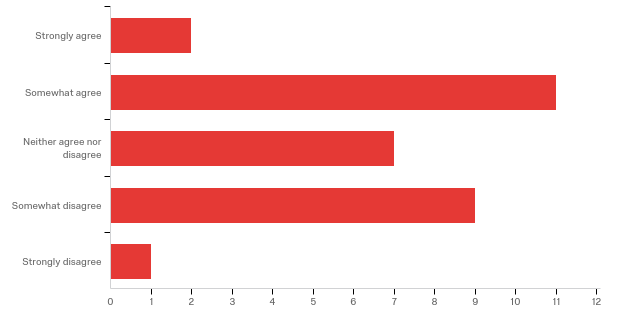 Strongly agree
Somewhat agree
Neither agree nor
disagree
Somewhat disagree
Strongly disagree
0 1 2 3 4 5 6 7 8 9 10 11 12